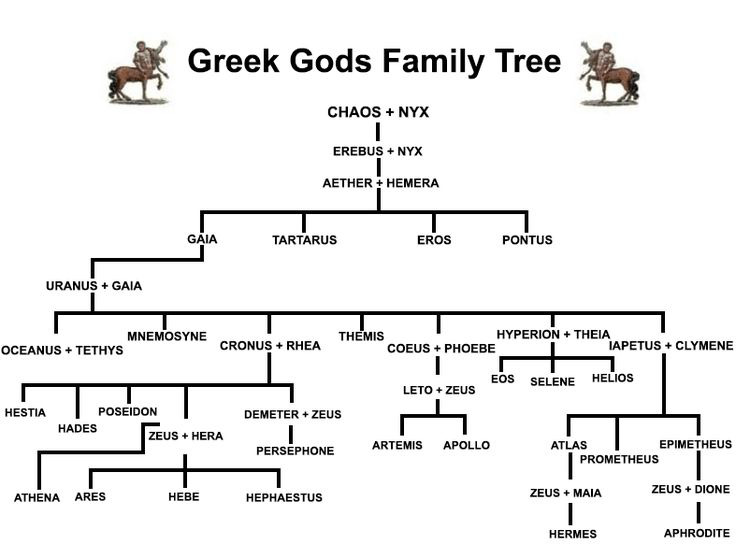 Greek Gods Family Tree
CHAOS + NYX
EREBUS + NYX
AETHER + HEMERA
GAIA
TARTARUS
EROS
PONTUS
URANUS + GAIA
OCEANUS + TETHYS
MNEMOSYNE
CRONUS + RHEA
THEMIS
COEUS + PHOEBE
HYPERION + THEIA
IAPETUS + CLYMENE
EOS
SELENE
HELIOS
LETO + ZEUS
HESTIA
HADES
POSEIDON
ZEUS + HERA
DEMETER + ZEUS
PERSEPHONE
ARTEMIS
APOLLO
ATLAS
PROMETHEUS
EPIMETHEUS
ATHENA
ARES
HEBE
HEPHAESTUS
ZEUS + MAIA
ZEUS + DIONE
HERMES
APHRODITE